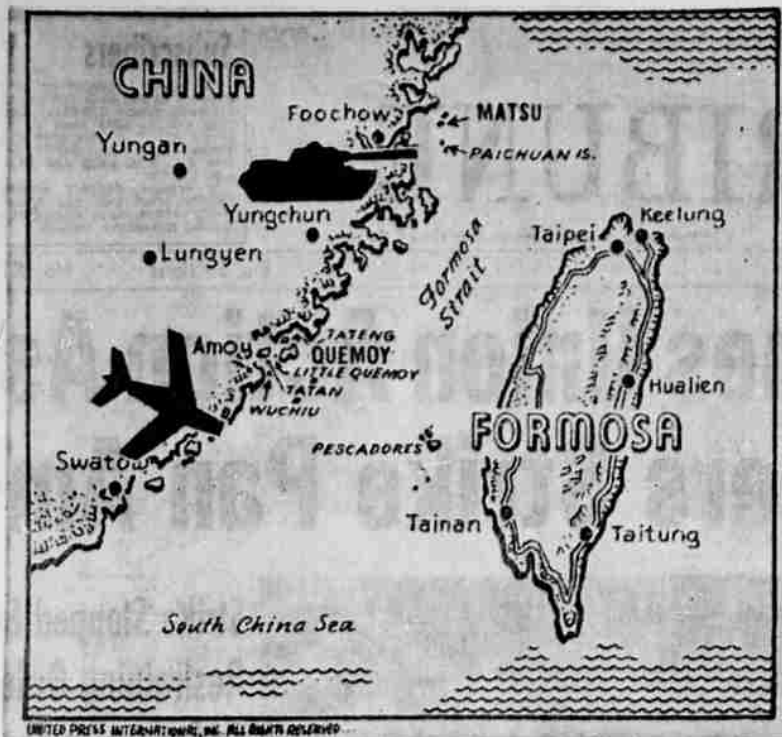 CHINA
Foochow
MATSU
PAICHUAN IS.
Yungan
Yungchun
Lungyen
Taipei
Keelung
Formosa
Strait
Amoy
TATENG
QUEMOY
LITTLE QUEMOY
TATAN
WUCHIU
Hualien
PESCADORES
FORMOSA
Swatow
Tainan
Taitung
South China Sea
UNITED PRESS INTERNATIONAL, INC. ALL RIGHTS RESERVED